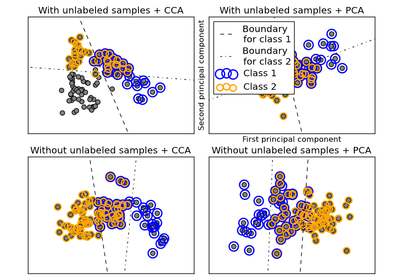 With unlabeled samples + CCA
With unlabeled samples + PCA
Second principal component
Boundary
for class 1
Boundary
for class 2
Class 1
Class 2
First principal component
Without unlabeled samples + CCA
Without unlabeled samples + PCA